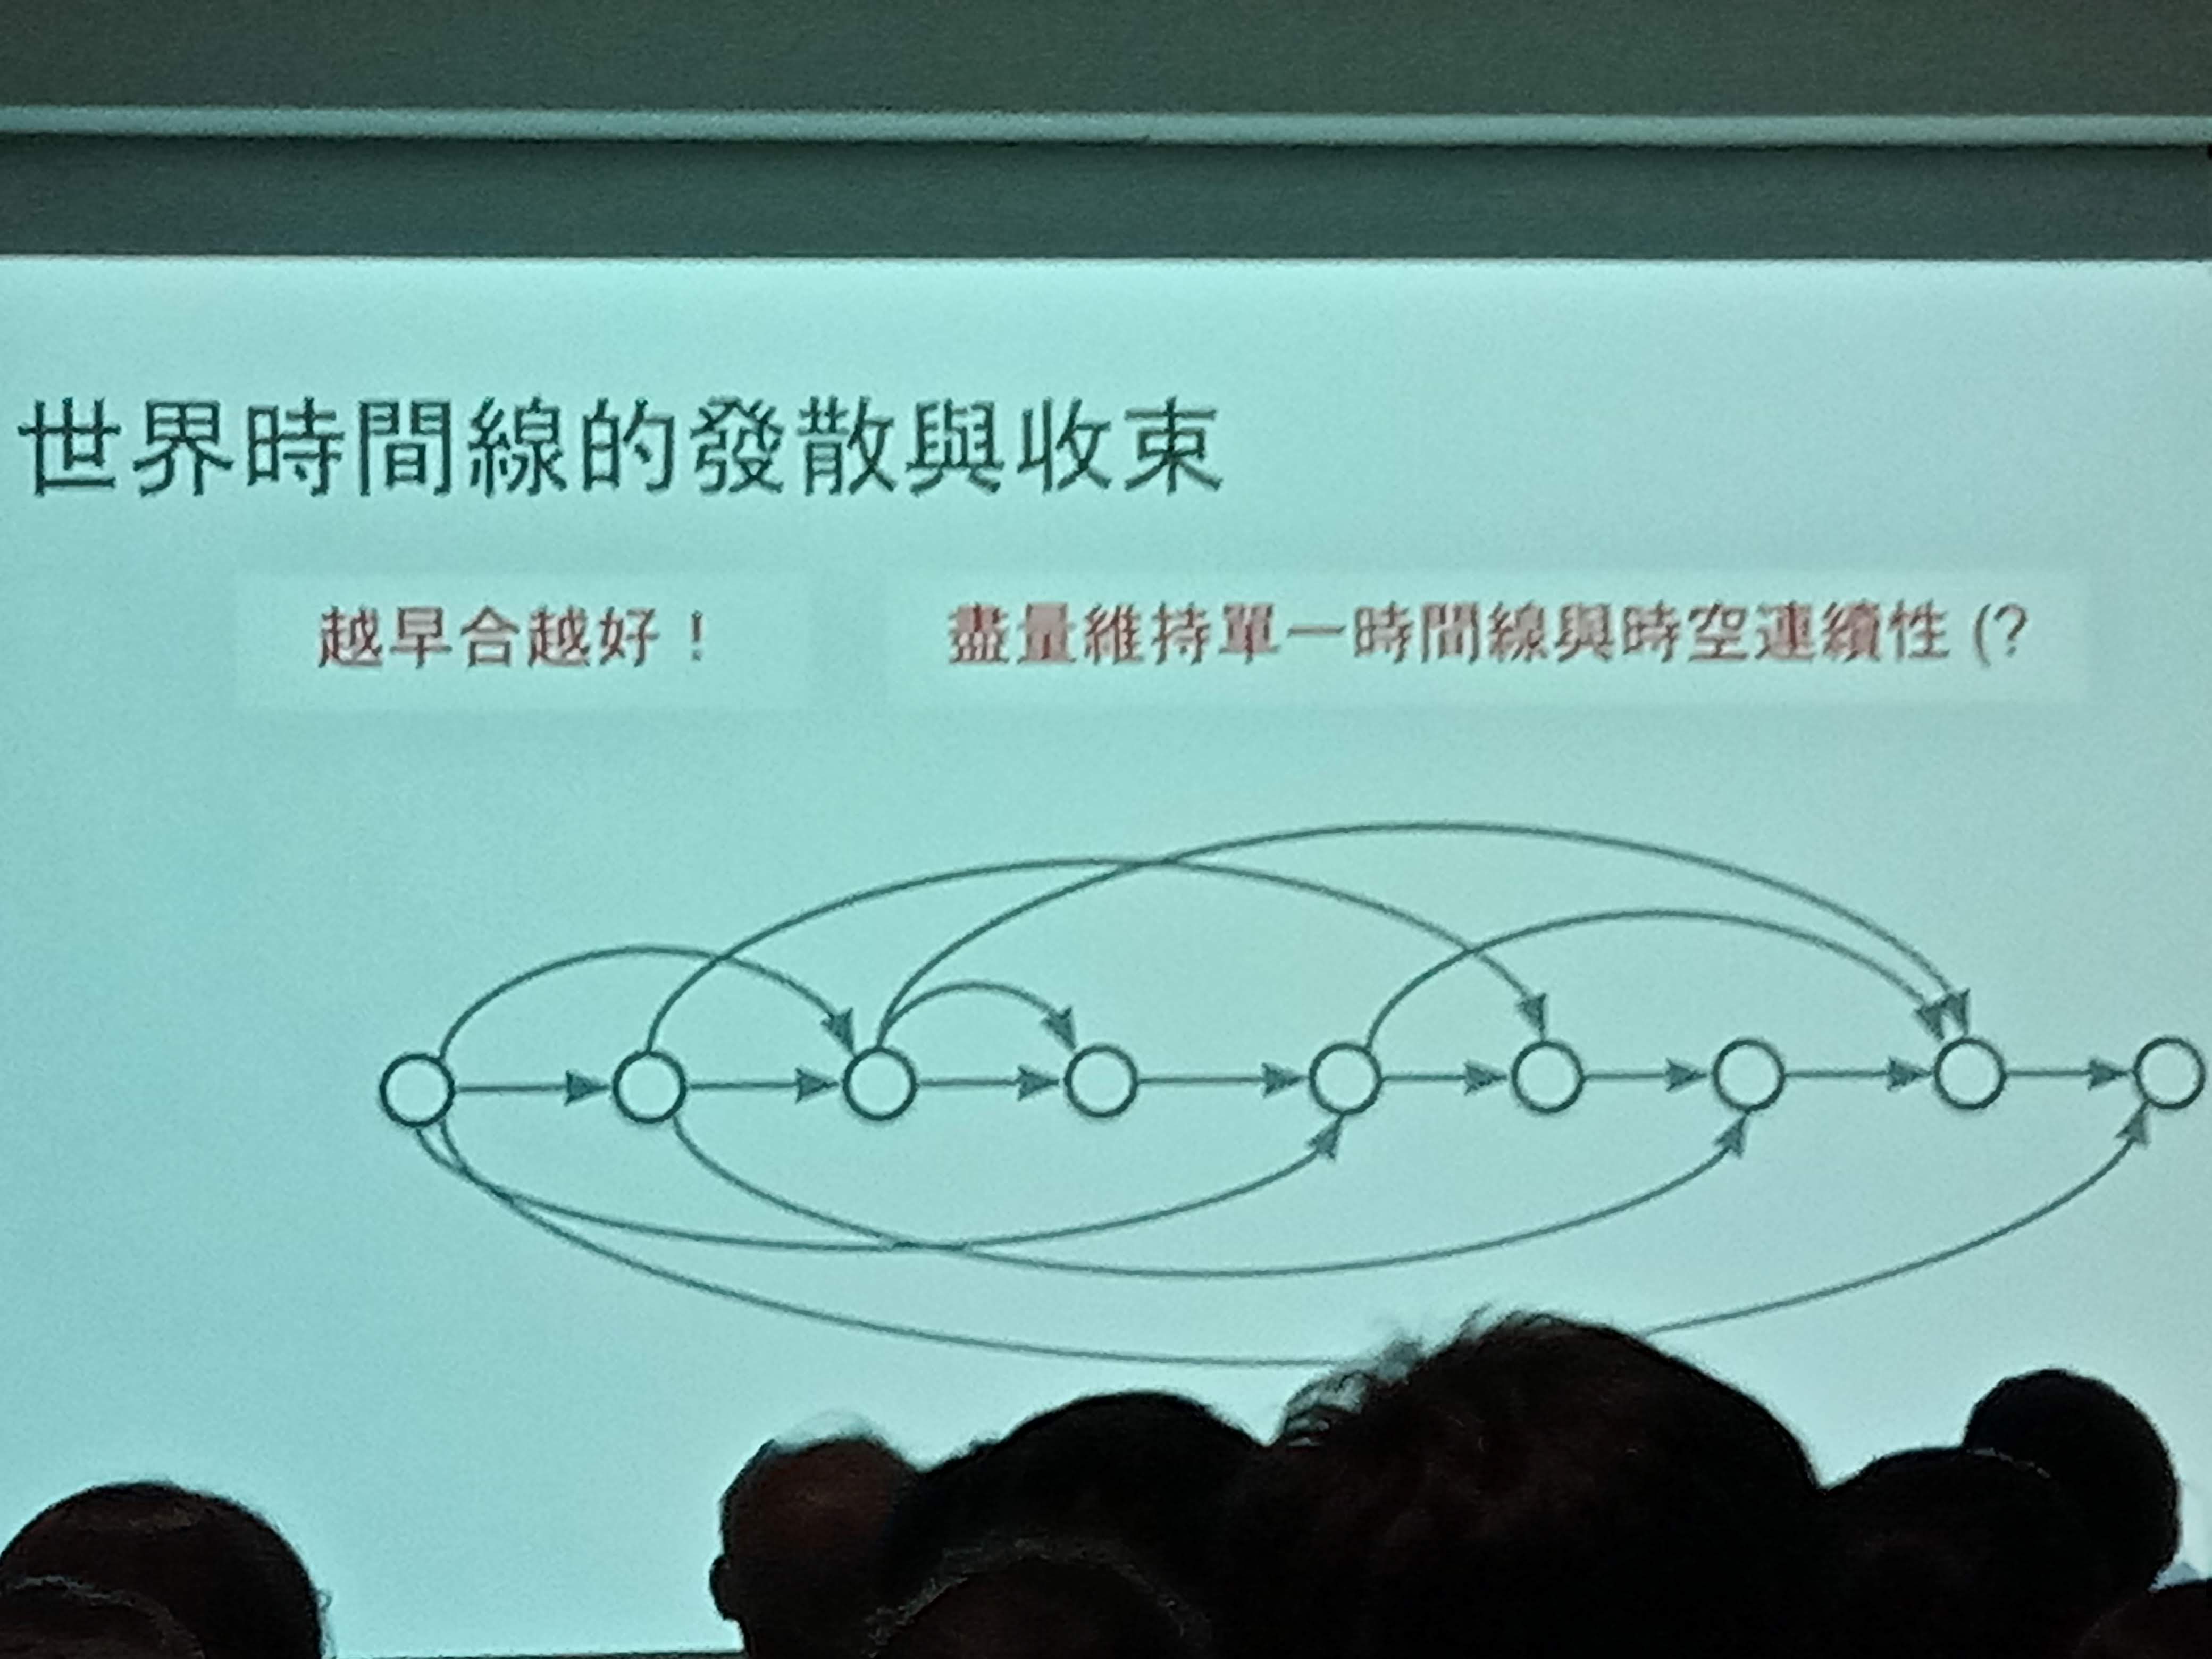 世界時間線的發散與收束
越早合越好！
盡量維持單一時間線與時空連續性 (?